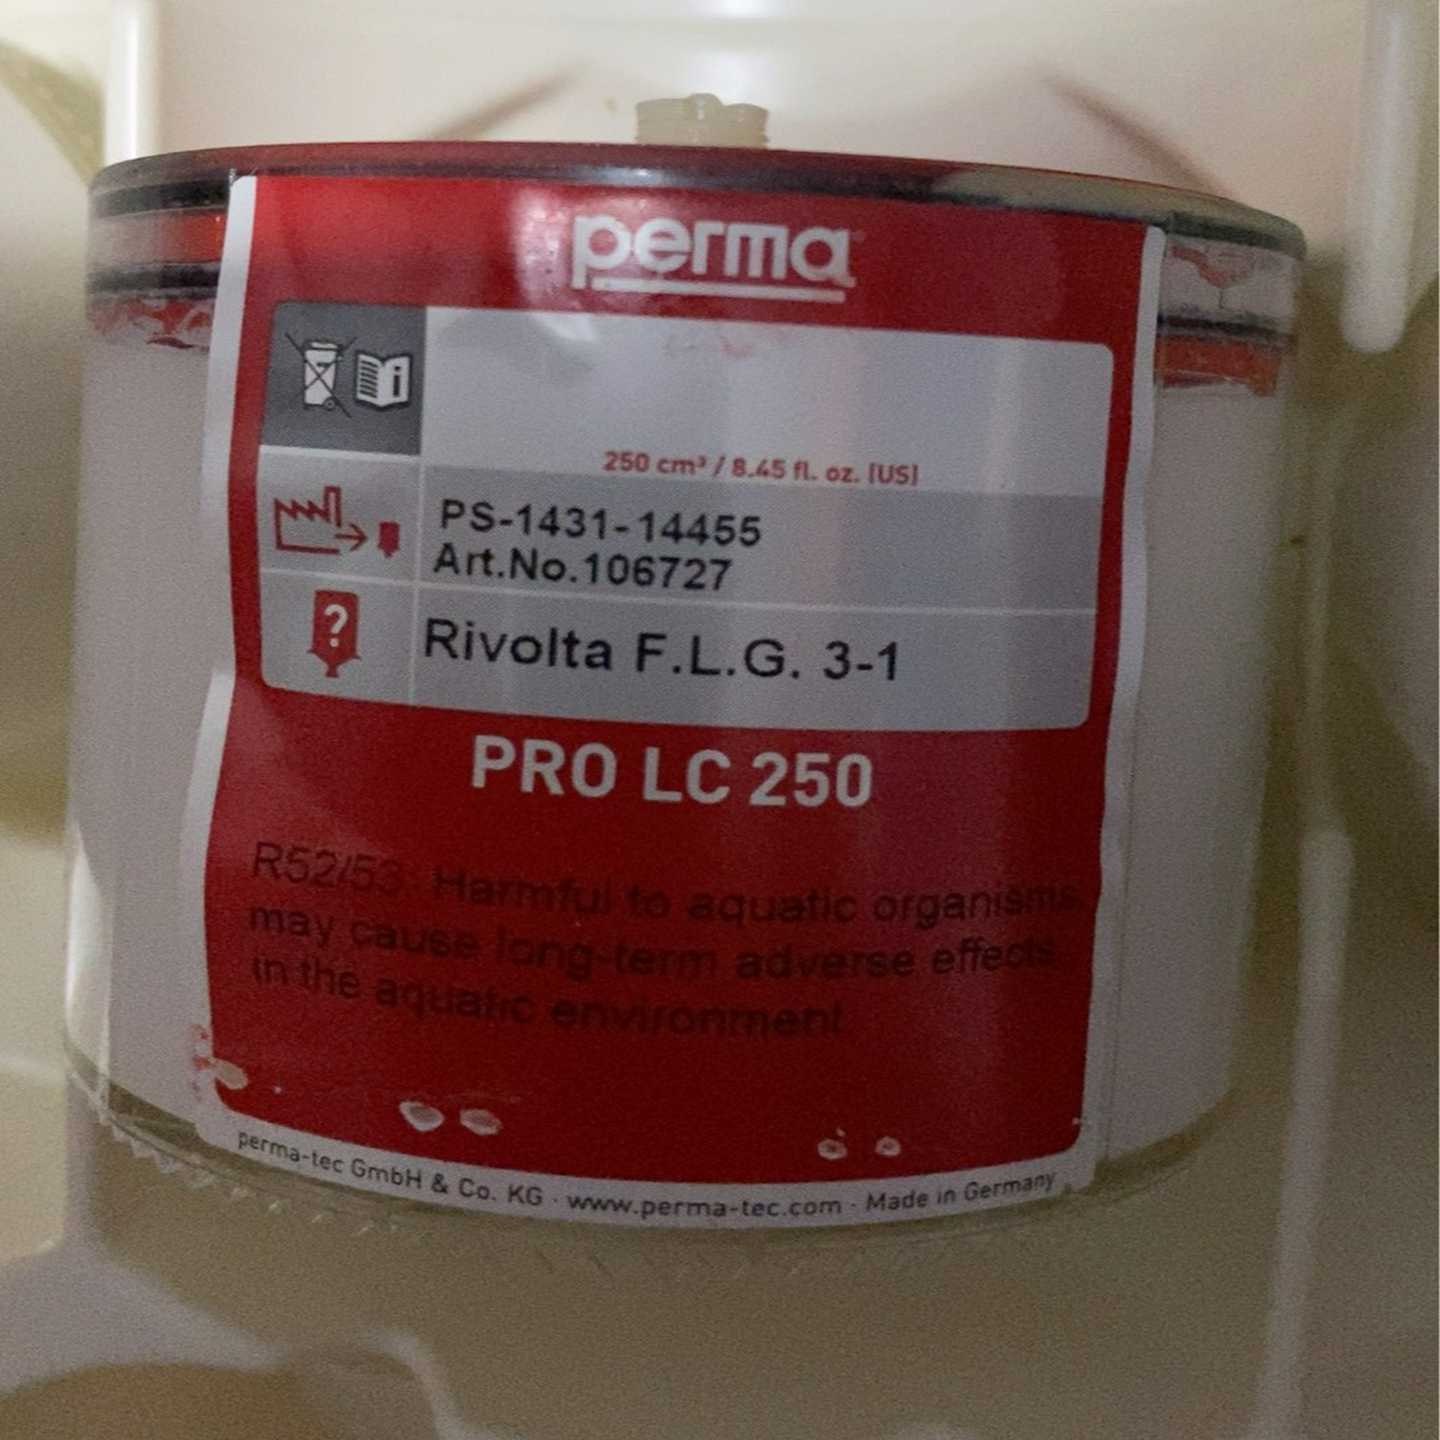 perma
250 cm³ / 8.45 fl. oz. (US)
PS-1431-14455
Art.No.106727
Rivolta F.L.G. 3-1
PRO LC 250
R52/53: Harmful to aquatic organisms,
may cause long-term adverse effects
in the aquatic environment
perma-tec GmbH & Co. KG · www.perma-tec.com · Made in Germany